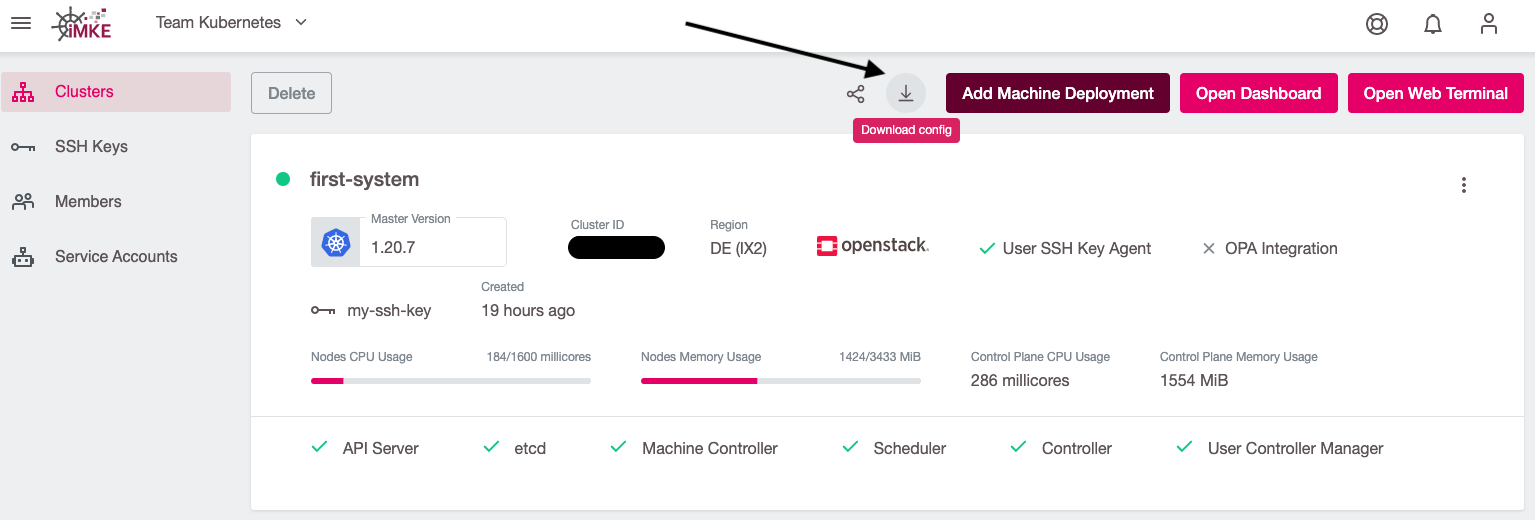 iMKE
Team Kubernetes
Clusters
SSH Keys
Members
Service Accounts
Delete
Add Machine Deployment
Open Dashboard
Open Web Terminal
Download config
first-system
Master Version
1.20.7
Cluster ID
Region
DE (IX2)
openstack.
User SSH Key Agent
OPA Integration
my-ssh-key
Created
19 hours ago
Nodes CPU Usage
184/1600 millicores
Nodes Memory Usage
1424/3433 MiB
Control Plane CPU Usage
286 millicores
Control Plane Memory Usage
1554 MiB
API Server
etcd
Machine Controller
Scheduler
Controller
User Controller Manager